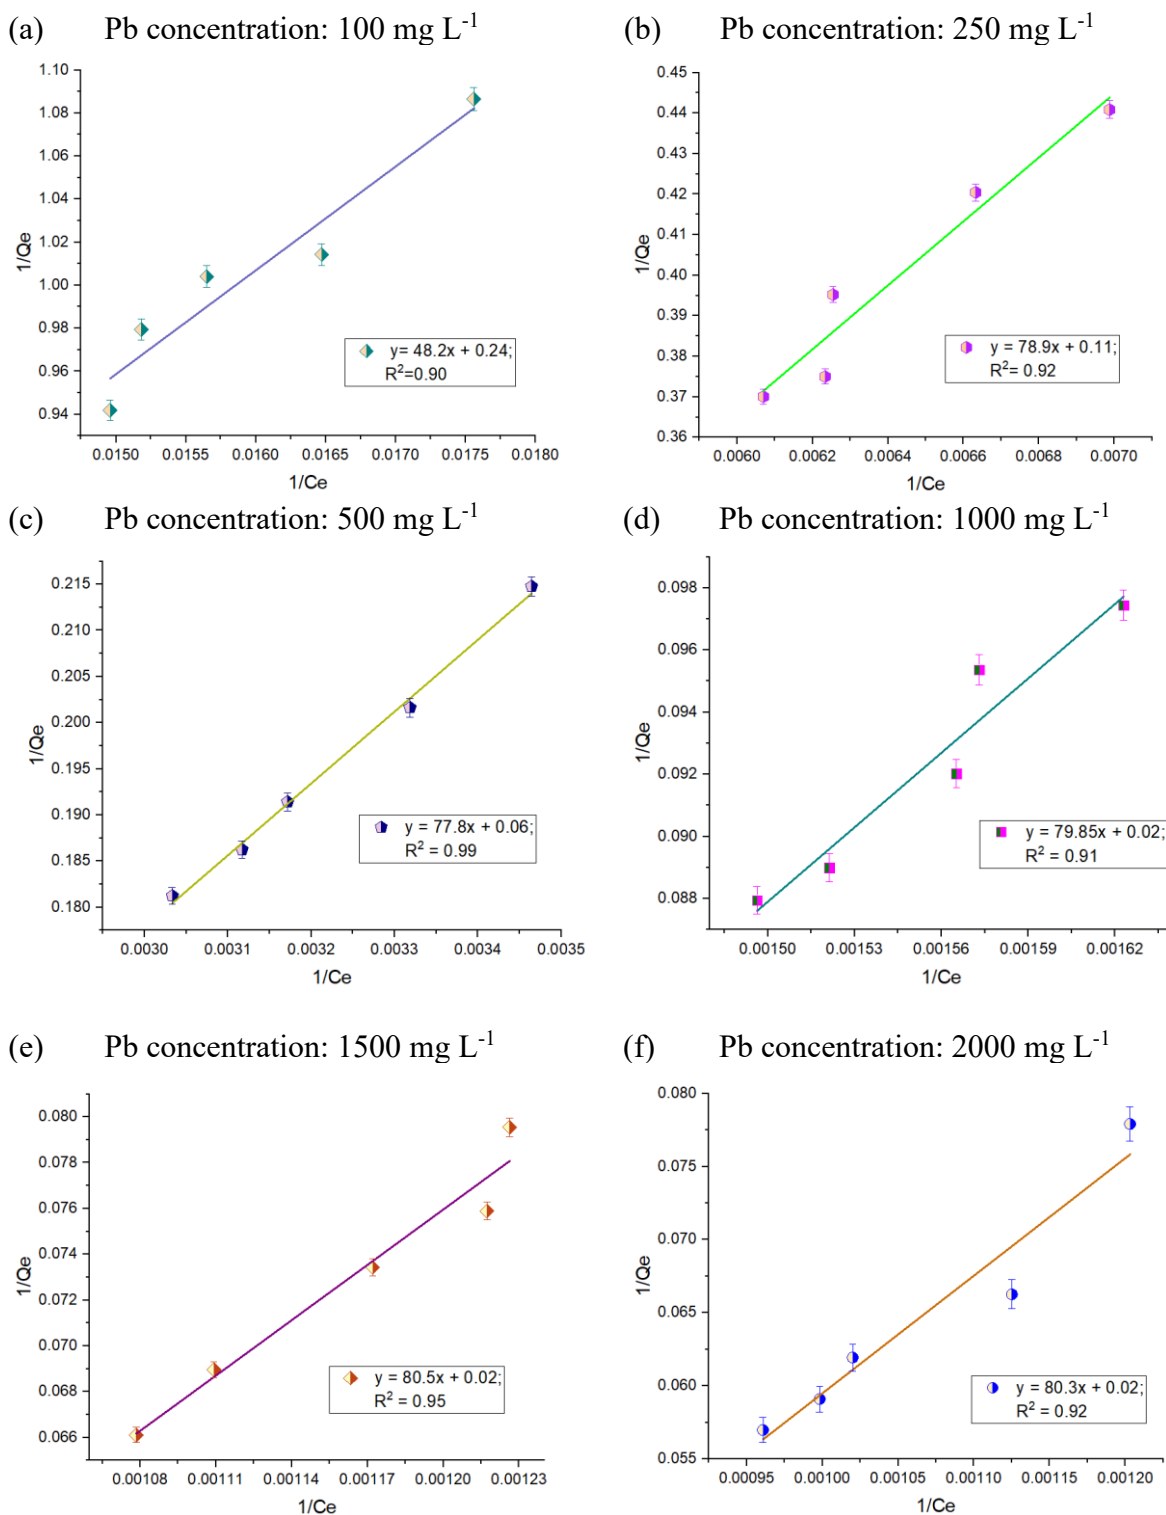 (a) Pb concentration: 100 mg L⁻¹
1.10
1.08
1.06
1.04
1.02
1.00
0.98
0.96
0.94
1/Qe
y= 48.2x + 0.24;
R²=0.90
0.0150 0.0155 0.0160 0.0165 0.0170 0.0175 0.0180
1/Ce
(b) Pb concentration: 250 mg L⁻¹
0.45
0.44
0.43
0.42
0.41
0.40
0.39
0.38
0.37
0.36
1/Qe
y = 78.9x + 0.11;
R²= 0.92
0.0060 0.0062 0.0064 0.0066 0.0068 0.0070
1/Ce
(c) Pb concentration: 500 mg L⁻¹
0.215
0.210
0.205
0.200
0.195
0.190
0.185
0.180
1/Qe
y = 77.8x + 0.06;
R² = 0.99
0.0030 0.0031 0.0032 0.0033 0.0034 0.0035
1/Ce
(d) Pb concentration: 1000 mg L⁻¹
0.098
0.096
0.094
0.092
0.090
0.088
1/Qe
y = 79.85x + 0.02;
R² = 0.91
0.00150 0.00153 0.00156 0.00159 0.00162
1/Ce
(e) Pb concentration: 1500 mg L⁻¹
0.080
0.078
0.076
0.074
0.072
0.070
0.068
0.066
1/Qe
y = 80.5x + 0.02;
R² = 0.95
0.00108 0.00111 0.00114 0.00117 0.00120 0.00123
1/Ce
(f) Pb concentration: 2000 mg L⁻¹
0.080
0.075
0.070
0.065
0.060
0.055
1/Qe
y = 80.3x + 0.02;
R² = 0.92
0.00095 0.00100 0.00105 0.00110 0.00115 0.00120
1/Ce